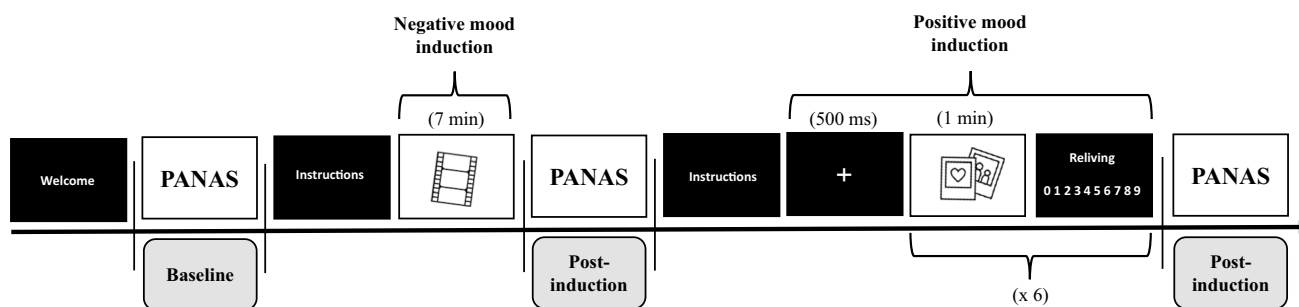 Negative mood
induction
Positive mood
induction
(7 min)
(500 ms)
(1 min)
Welcome
PANAS
Instructions
PANAS
Instructions
+
Reliving
0 1 2 3 4 5 6 7 8 9
PANAS
Baseline
Post-
induction
(x 6)
Post-
induction